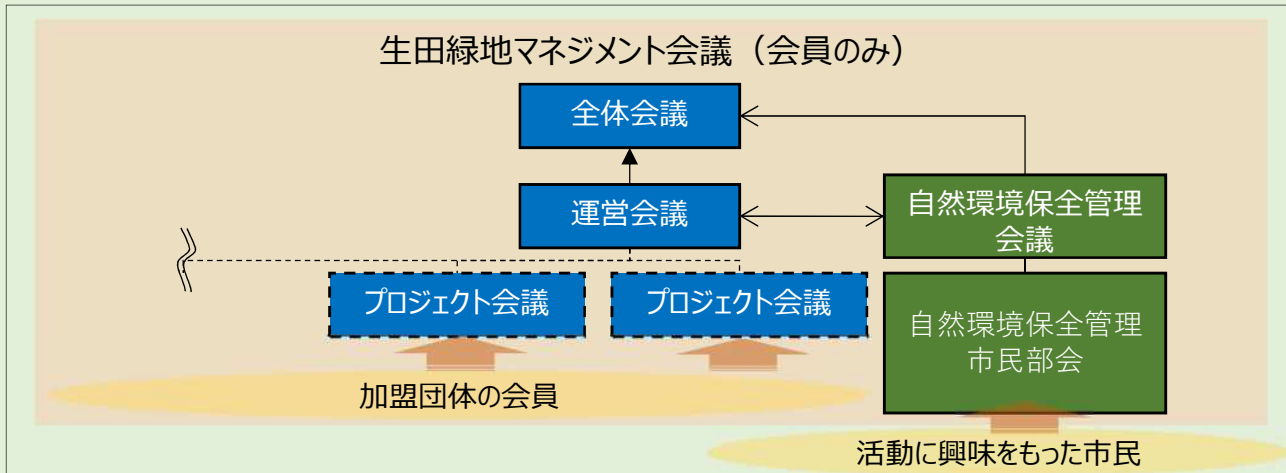 生田緑地マネジメント会議（会員のみ）
全体会議
運営会議
自然環境保全管理
会議
プロジェクト会議
プロジェクト会議
自然環境保全管理
市民部会
加盟団体の会員
活動に興味をもった市民